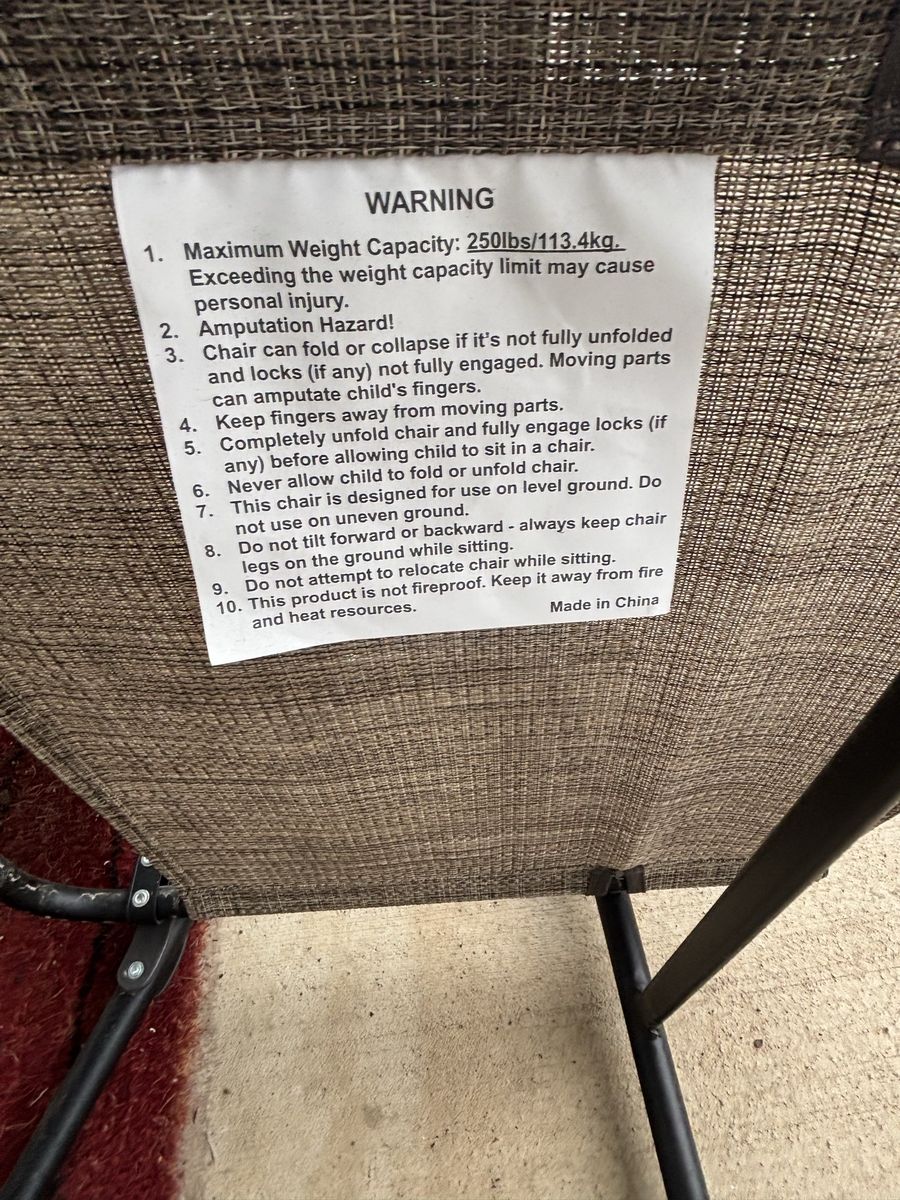 WARNING
1. Maximum Weight Capacity: 250lbs/113.4kg.
Exceeding the weight capacity limit may cause
personal injury.
2. Amputation Hazard!
3. Chair can fold or collapse if it's not fully unfolded
and locks (if any) not fully engaged. Moving parts
can amputate child's fingers.
4. Keep fingers away from moving parts.
5. Completely unfold chair and fully engage locks (if
any) before allowing child to sit in a chair.
6. Never allow child to fold or unfold chair.
7. This chair is designed for use on level ground. Do
not use on uneven ground.
8. Do not tilt forward or backward - always keep chair
legs on the ground while sitting.
9. Do not attempt to relocate chair while sitting.
10. This product is not fireproof. Keep it away from fire
and heat resources. Made in China